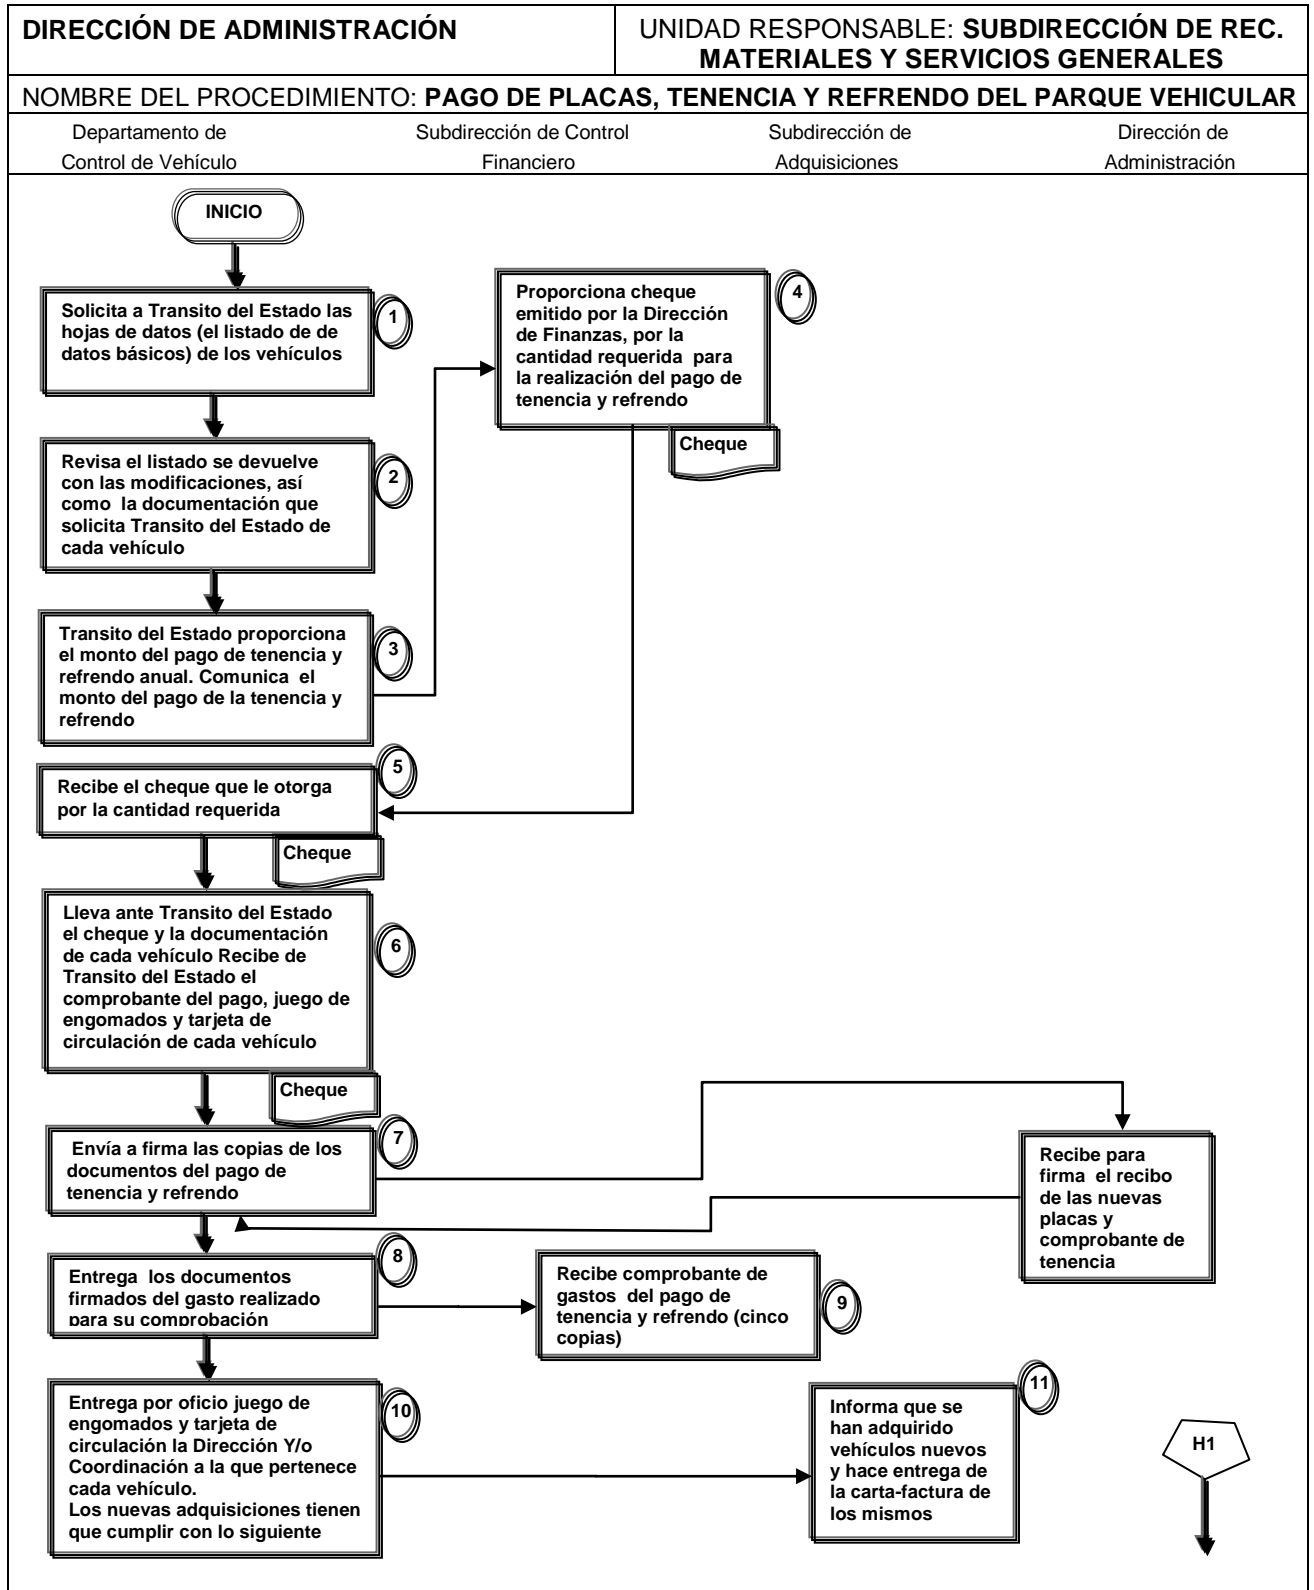 DIRECCIÓN DE ADMINISTRACIÓN
UNIDAD RESPONSABLE: SUBDIRECCIÓN DE REC.
MATERIALES Y SERVICIOS GENERALES
NOMBRE DEL PROCEDIMIENTO: PAGO DE PLACAS, TENENCIA Y REFRENDO DEL PARQUE VEHICULAR
Departamento de
Control de Vehículo
Subdirección de Control
Financiero
Subdirección de
Adquisiciones
Dirección de
Administración
INICIO
Solicita a Transito del Estado las
hojas de datos (el listado de de
datos básicos) de los vehículos
1
Revisa el listado se devuelve
con las modificaciones, así
como la documentación que
solicita Transito del Estado de
cada vehículo
2
Transito del Estado proporciona
el monto del pago de tenencia y
refrendo anual. Comunica el
monto del pago de la tenencia y
refrendo
3
Proporciona cheque
emitido por la Dirección
de Finanzas, por la
cantidad requerida para
la realización del pago de
tenencia y refrendo
4
Cheque
Recibe el cheque que le otorga
por la cantidad requerida
5
Cheque
Lleva ante Transito del Estado
el cheque y la documentación
de cada vehículo Recibe de
Transito del Estado el
comprobante del pago, juego de
engomados y tarjeta de
circulación de cada vehículo
6
Cheque
Envía a firma las copias de los
documentos del pago de
tenencia y refrendo
7
Recibe para
firma el recibo
de las nuevas
placas y
comprobante de
tenencia
Entrega los documentos
firmados del gasto realizado
para su comprobación
8
Recibe comprobante de
gastos del pago de
tenencia y refrendo (cinco
copias)
9
Entrega por oficio juego de
engomados y tarjeta de
circulación la Dirección Y/o
Coordinación a la que pertenece
cada vehículo.
Los nuevas adquisiciones tienen
que cumplir con lo siguiente
10
Informa que se
han adquirido
vehículos nuevos
y hace entrega de
la carta-factura de
los mismos
11
H1